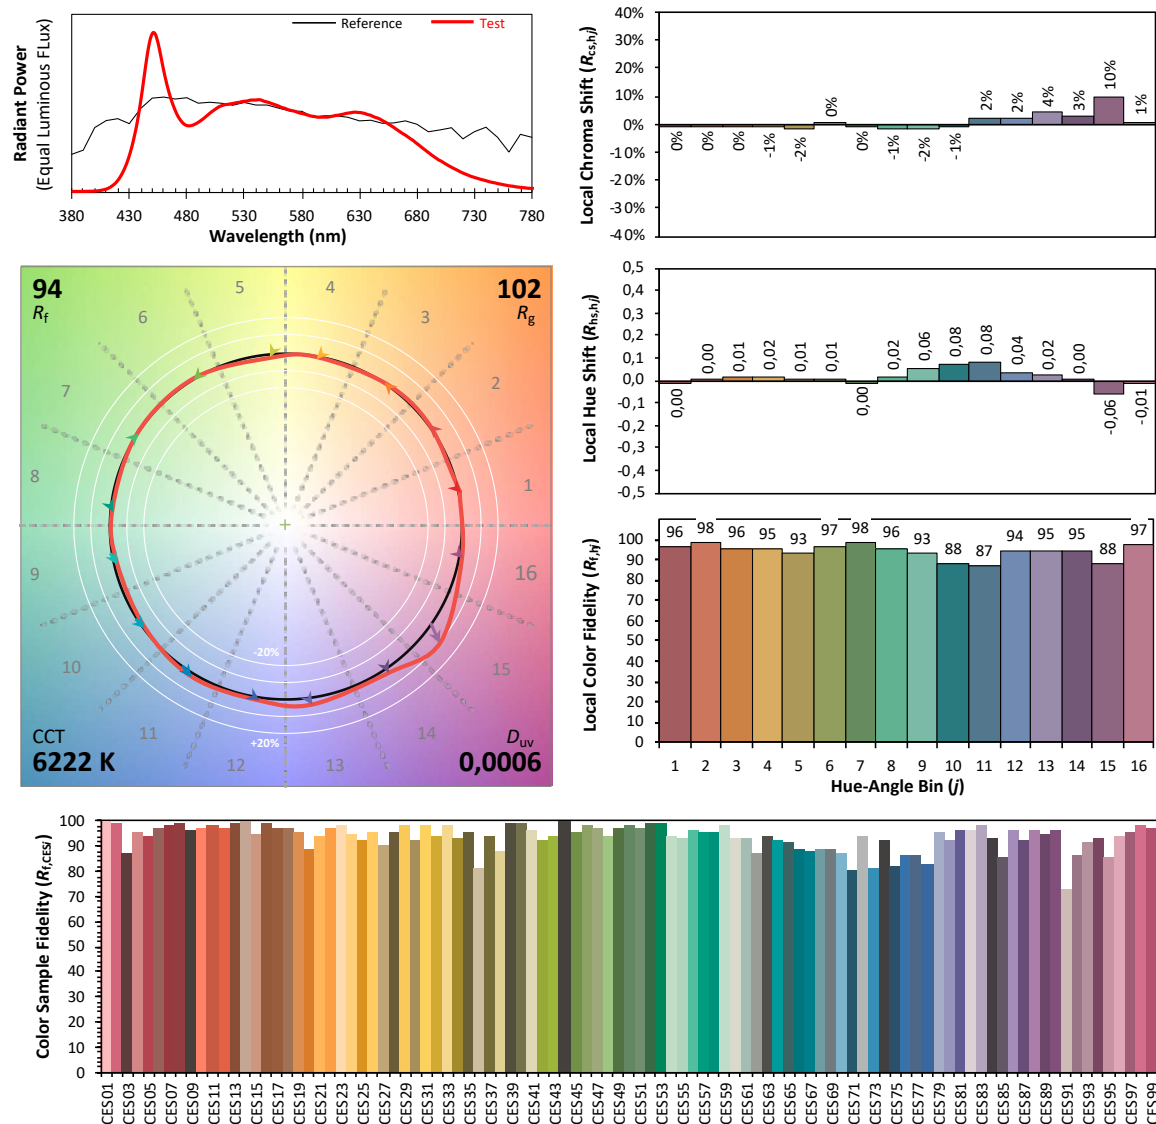 Reference
Test
Radiant Power
(Equal Luminous FLux)
380 430 480 530 580 630 680 730 780
Wavelength (nm)
Local Chroma Shift (Rcs,hj)
40%
30%
20%
10%
0%
-10%
-20%
-30%
-40%
0% 0% 0% -1% -2% 0% 0% -1% -2% -1% 2% 2% 4% 3% 10% 1%
94
Rf
102
Rg
5 4
6 3
7 2
8 1
9 16
10 15
11 14
12 13
-20%
+20%
CCT
6222 K
Duv
0,0006
Local Hue Shift (Rhs,hj)
0,5
0,4
0,3
0,2
0,1
0,0
-0,1
-0,2
-0,3
-0,4
-0,5
0,00 0,00 0,01 0,02 0,01 0,01 0,00 0,02 0,06 0,08 0,08 0,04 0,02 0,00 -0,06 -0,01
Local Color Fidelity (Rf,hj)
100
90
80
70
60
50
40
30
20
10
0
96 98 96 95 93 97 98 96 93 88 87 94 95 95 88 97
1 2 3 4 5 6 7 8 9 10 11 12 13 14 15 16
Hue-Angle Bin (j)
Color Sample Fidelity (Rf,CESi)
100
90
80
70
60
50
40
30
20
10
0
CES01 CES03 CES05 CES07 CES09 CES11 CES13 CES15 CES17 CES19 CES21 CES23 CES25 CES27 CES29 CES31 CES33 CES35 CES37 CES39 CES41 CES43 CES45 CES47 CES49 CES51 CES53 CES55 CES57 CES59 CES61 CES63 CES65 CES67 CES69 CES71 CES73 CES75 CES77 CES79 CES81 CES83 CES85 CES87 CES89 CES91 CES93 CES95 CES97 CES99